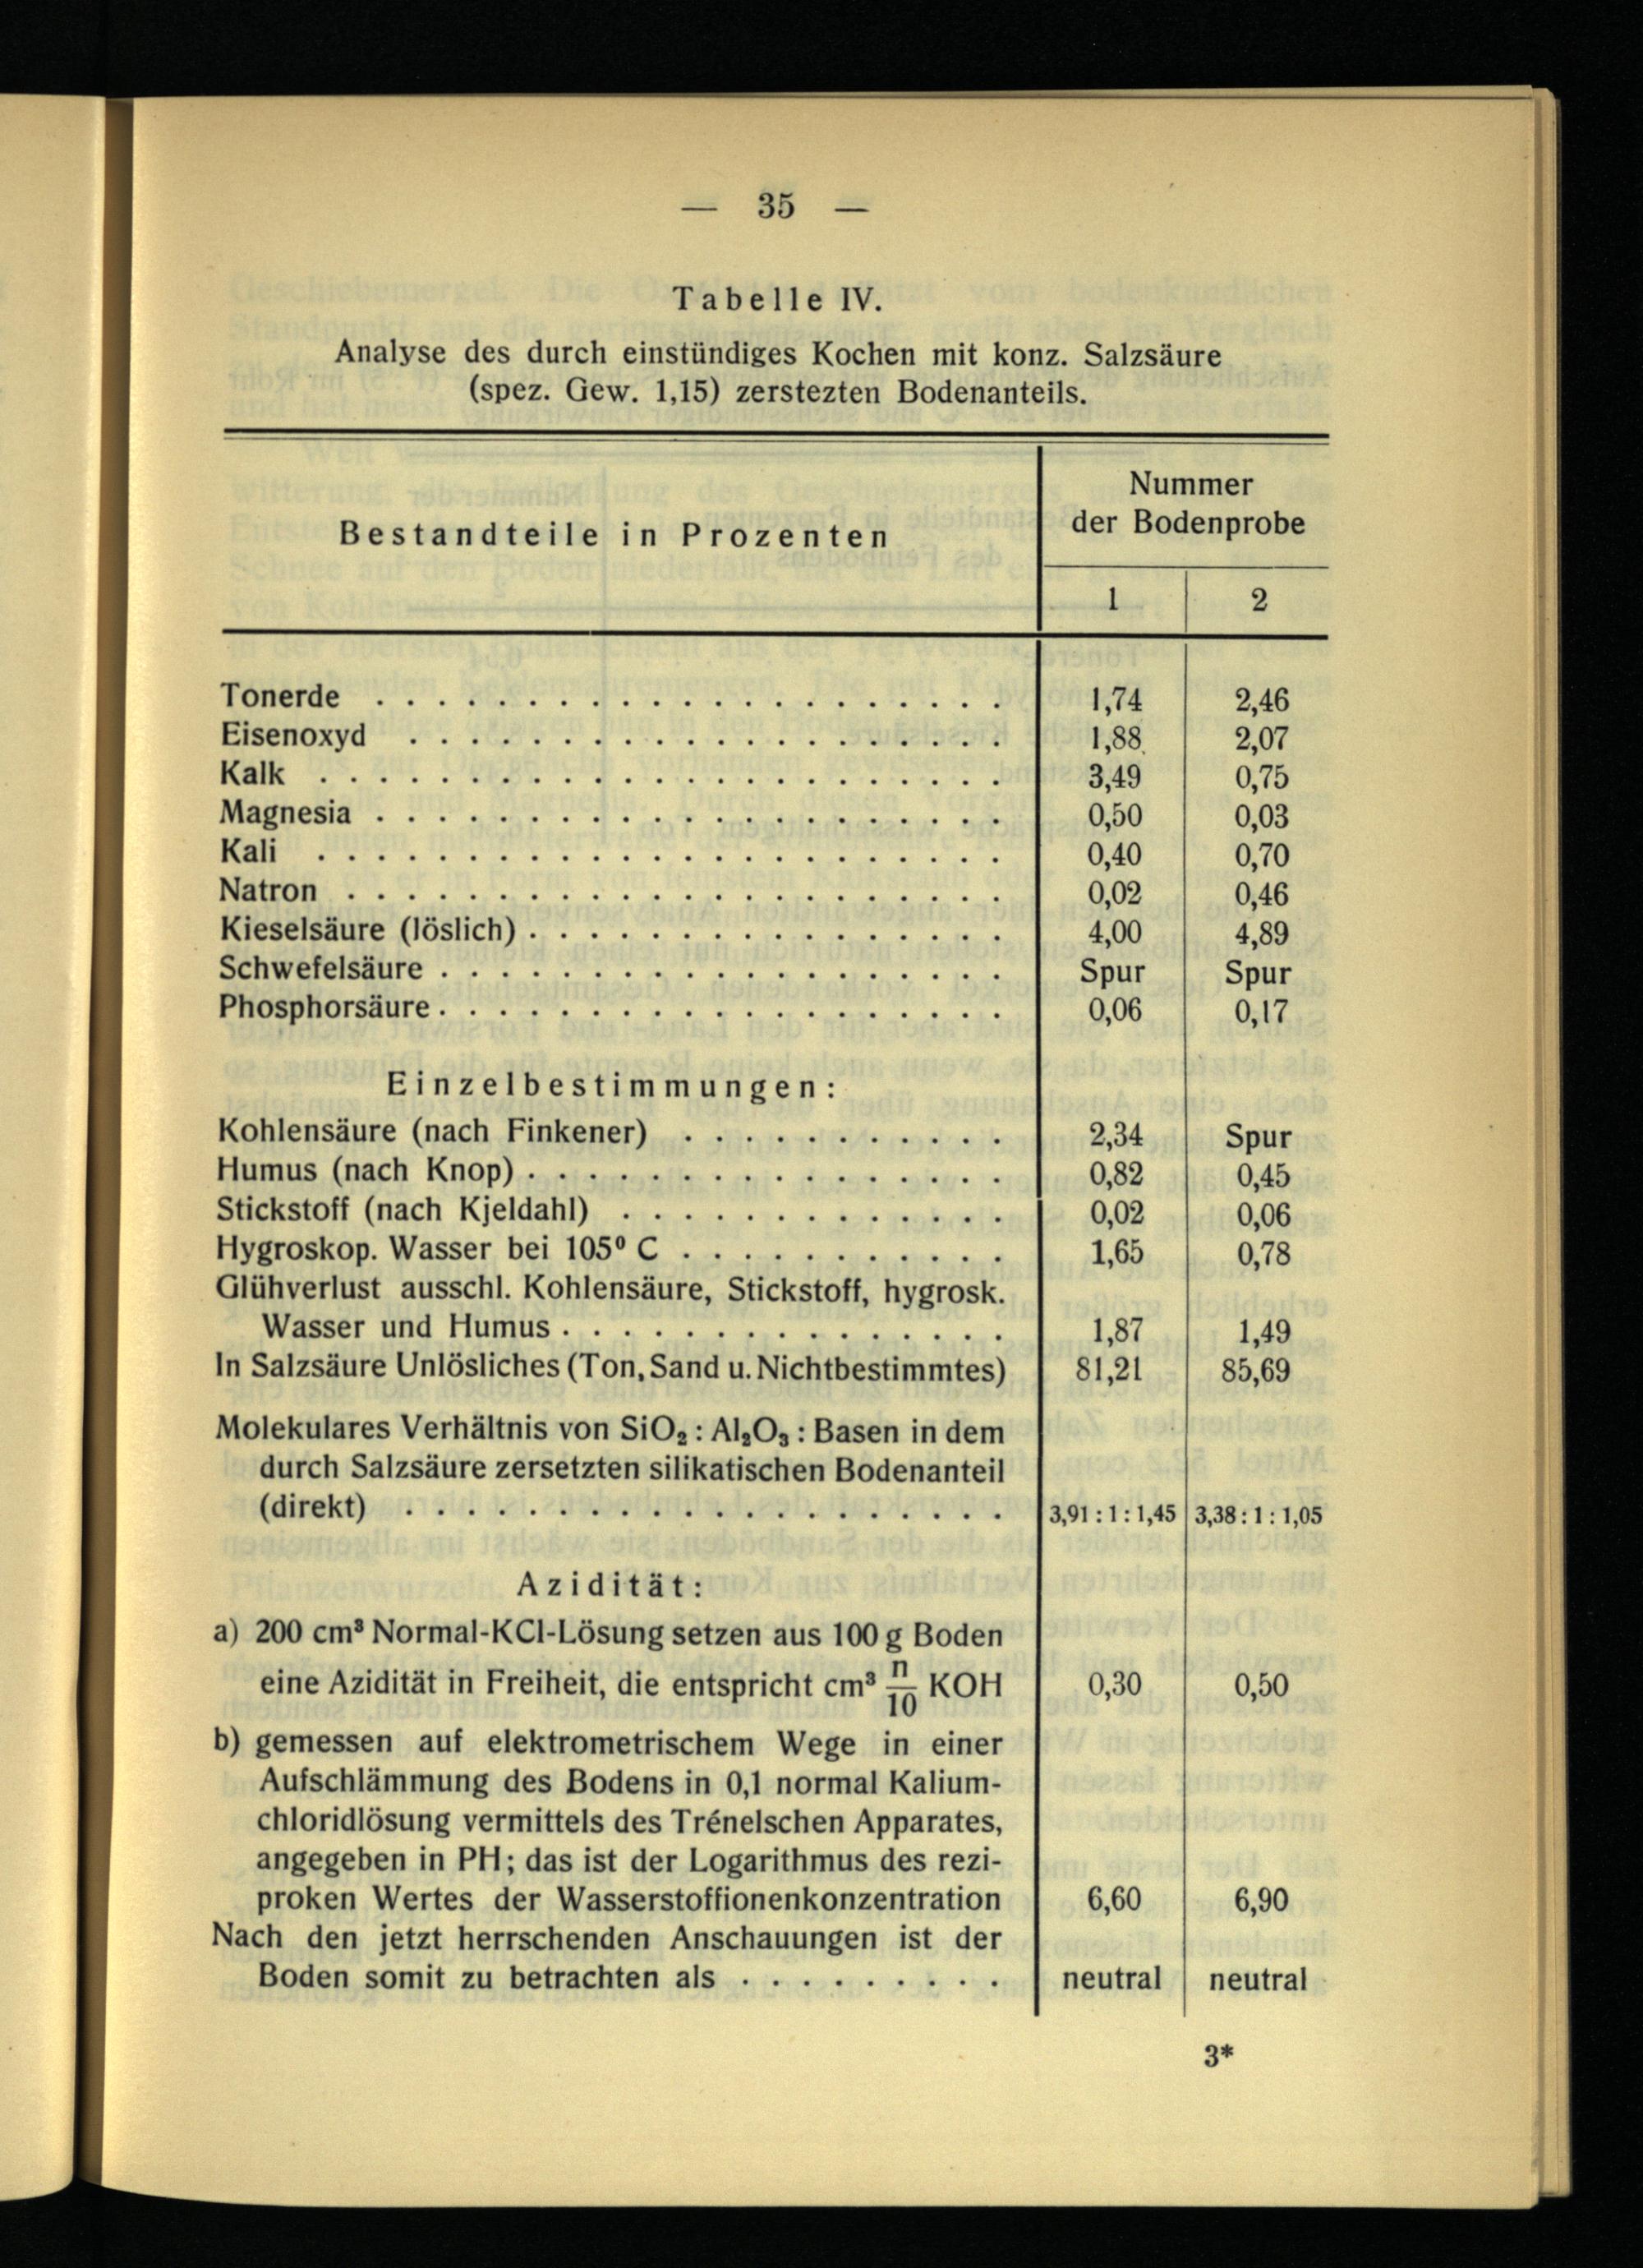 — 35 —
Tabelle IV.
Analyse des durch einstündiges Kochen mit konz. Salzsäure
(spez. Gew. 1,15) zerstezten Bodenanteils.
Bestandteile in Prozenten
Nummer
der Bodenprobe
1 2
Tonerde . . . . . . . . . . . . . . . . . . . . . 1,74 2,46
Eisenoxyd . . . . . . . . . . . . . . . . . . . . 1,88 2,07
Kalk . . . . . . . . . . . . . . . . . . . . . . . 3,49 0,75
Magnesia . . . . . . . . . . . . . . . . . . . . . 0,50 0,03
Kali . . . . . . . . . . . . . . . . . . . . . . . 0,40 0,70
Natron . . . . . . . . . . . . . . . . . . . . . . 0,02 0,46
Kieselsäure (löslich) . . . . . . . . . . . . . . . . 4,00 4,89
Schwefelsäure . . . . . . . . . . . . . . . . . . . Spur Spur
Phosphorsäure . . . . . . . . . . . . . . . . . . . 0,06 0,17
Einzelbestimmungen:
Kohlensäure (nach Finkener) . . . . . . . . . . . 2,34 Spur
Humus (nach Knop) . . . . . . . . . . . . . . . . 0,82 0,45
Stickstoff (nach Kjeldahl) . . . . . . . . . . . . . 0,02 0,06
Hygroskop. Wasser bei 105⁰ C . . . . . . . . . . . 1,65 0,78
Glühverlust ausschl. Kohlensäure, Stickstoff, hygrosk.
Wasser und Humus . . . . . . . . . . . . . . . 1,87 1,49
In Salzsäure Unlösliches (Ton, Sand u. Nichtbestimmtes) 81,21 85,69
Molekulares Verhältnis von SiO₂ : Al₂O₃ : Basen in dem
durch Salzsäure zersetzten silikatischen Bodenanteil
(direkt) . . . . . . . . . . . . . . . . . . . . 3,91 : 1 : 1,45 3,38 : 1 : 1,05
Azidität:
a) 200 cm³ Normal-KCl-Lösung setzen aus 100 g Boden
eine Azidität in Freiheit, die entspricht cm³ n/10 KOH 0,30 0,50
b) gemessen auf elektrometrischem Wege in einer
Aufschlämmung des Bodens in 0,1 normal Kalium-
chloridlösung vermittels des Trénelschen Apparates,
angegeben in PH; das ist der Logarithmus des rezi-
proken Wertes der Wasserstoffionenkonzentration 6,60 6,90
Nach den jetzt herrschenden Anschauungen ist der
Boden somit zu betrachten als . . . . . . . . . neutral neutral
3*